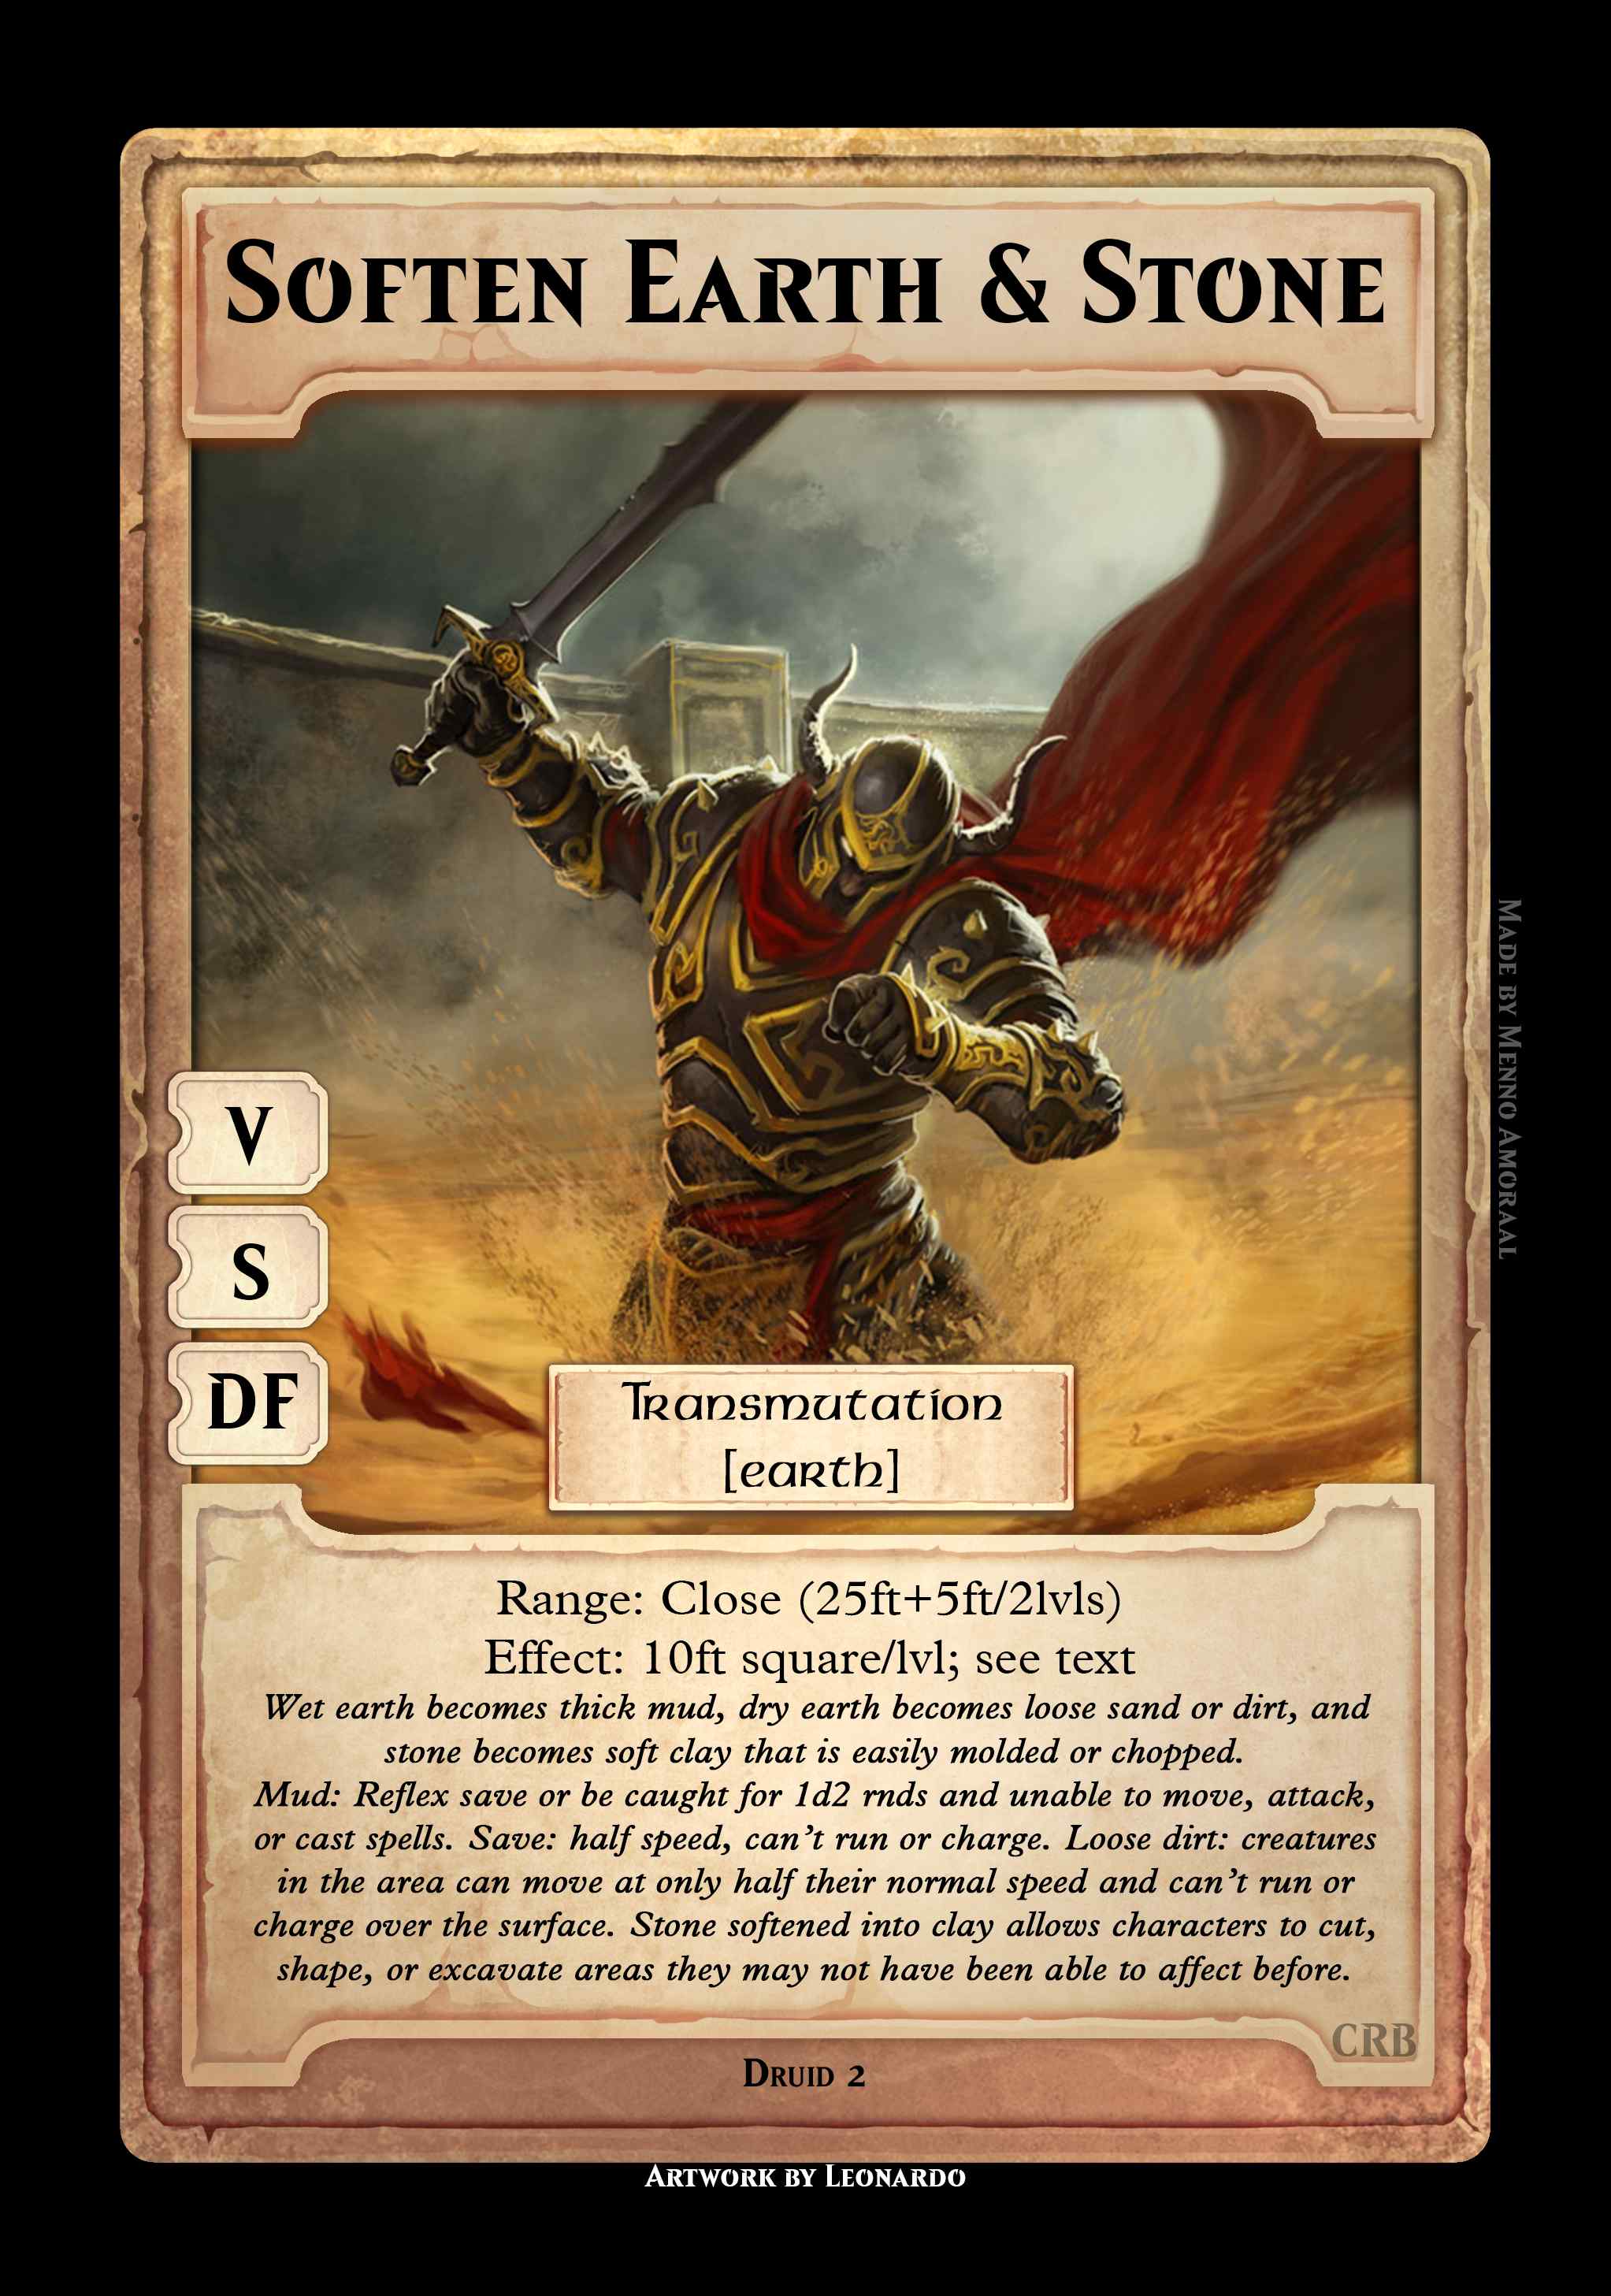 Soften Earth & Stone
V
S
DF
Transmutation
[earth]
Range: Close (25ft+5ft/2lvls)
Effect: 10ft square/lvl; see text
Wet earth becomes thick mud, dry earth becomes loose sand or dirt, and
stone becomes soft clay that is easily molded or chopped.
Mud: Reflex save or be caught for 1d2 rnds and unable to move, attack,
or cast spells. Save: half speed, can't run or charge. Loose dirt: creatures
in the area can move at only half their normal speed and can't run or
charge over the surface. Stone softened into clay allows characters to cut,
shape, or excavate areas they may not have been able to affect before.
CRB
Druid 2
Artwork by Leonardo
Made by Menno Amoraal